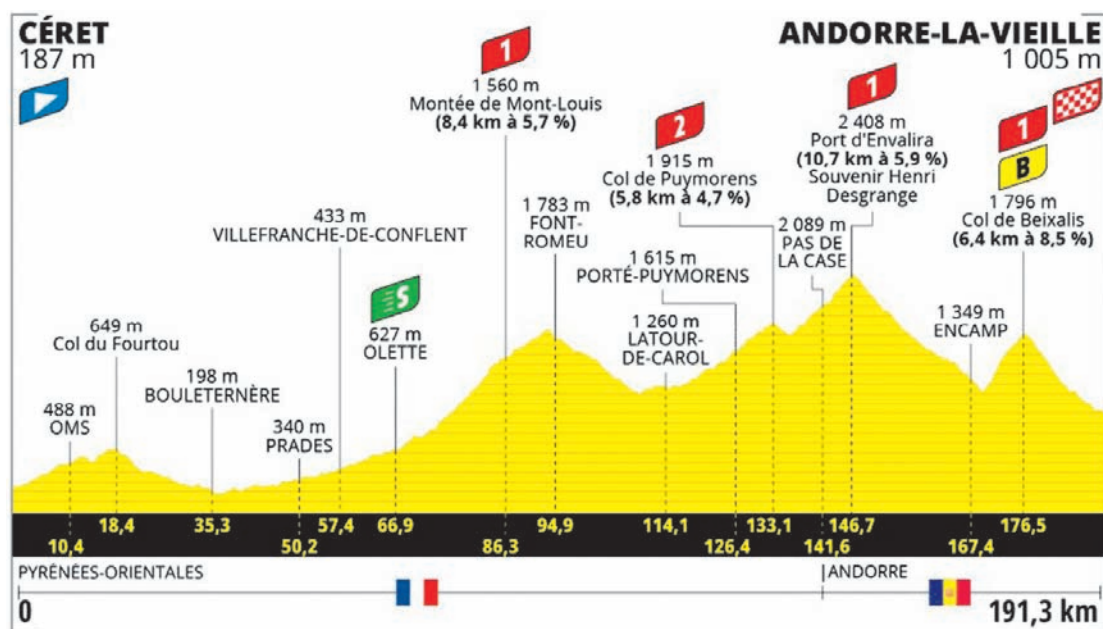 CÉRET
187 m
ANDORRE-LA-VIEILLE
1 005 m
1
1 560 m
Montée de Mont-Louis
(8,4 km à 5,7 %)
2
1 915 m
Col de Puymorens
(5,8 km à 4,7 %)
1
2 408 m
Port d'Envalira
(10,7 km à 5,9 %)
Souvenir Henri
Desgrange
1
B
1 796 m
Col de Beixalis
(6,4 km à 8,5 %)
433 m
VILLEFRANCHE-DE-CONFLENT
1 783 m
FONT-
ROMEU
2 089 m
PAS DE
LA CASE
1 615 m
PORTÉ-PUYMORENS
S
627 m
OLETTE
649 m
Col du Fourtou
1 260 m
LATOUR-
DE-CAROL
1 349 m
ENCAMP
198 m
BOULETERNÈRE
488 m
OMS
340 m
PRADES
18,4 35,3 57,4 66,9 94,9 114,1 133,1 146,7 176,5
10,4 50,2 86,3 126,4 141,6 167,4
PYRÉNÉES-ORIENTALES
ANDORRE
0
191,3 km